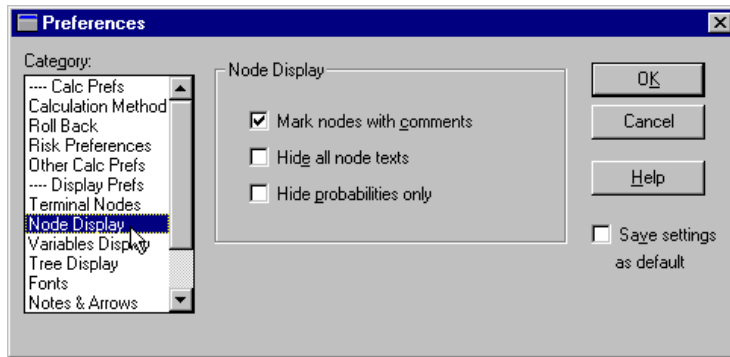 Preferences
Category:
---- Calc Prefs
Calculation Method
Roll Back
Risk Preferences
Other Calc Prefs
---- Display Prefs
Terminal Nodes
Node Display
Variables Display
Tree Display
Fonts
Notes & Arrows
Node Display
Mark nodes with comments
Hide all node texts
Hide probabilities only
OK
Cancel
Help
Save settings
as default